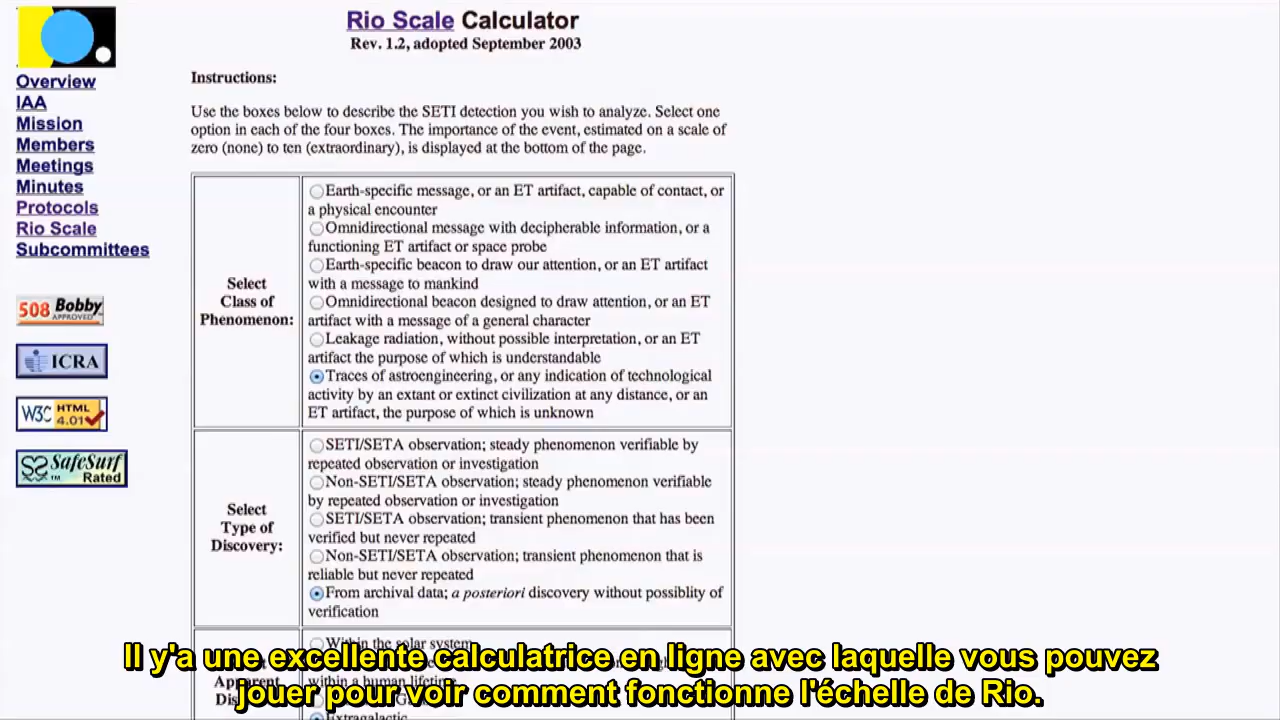 Rio Scale Calculator
Rev. 1.2, adopted September 2003
Overview
IAA
Mission
Members
Meetings
Minutes
Protocols
Rio Scale
Subcommittees
508 Bobby
APPROVED
ICRA
W3C HTML
4.01
SafeSurf
Rated
Instructions:
Use the boxes below to describe the SETI detection you wish to analyze. Select one
option in each of the four boxes. The importance of the event, estimated on a scale of
zero (none) to ten (extraordinary), is displayed at the bottom of the page.
Select
Class of
Phenomenon:
Earth-specific message, or an ET artifact, capable of contact, or
a physical encounter
Omnidirectional message with decipherable information, or a
functioning ET artifact or space probe
Earth-specific beacon to draw our attention, or an ET artifact
with a message to mankind
Omnidirectional beacon designed to draw attention, or an ET
artifact with a message of a general character
Leakage radiation, without possible interpretation, or an ET
artifact the purpose of which is understandable
Traces of astroengineering, or any indication of technological
activity by an extant or extinct civilization at any distance, or an
ET artifact, the purpose of which is unknown
Select
Type of
Discovery:
SETI/SETA observation; steady phenomenon verifiable by
repeated observation or investigation
Non-SETI/SETA observation; steady phenomenon verifiable
by repeated observation or investigation
SETI/SETA observation; transient phenomenon that has been
verified but never repeated
Non-SETI/SETA observation; transient phenomenon that is
reliable but never repeated
From archival data; a posteriori discovery without possiblity of
verification
Apparent
Within the solar system
within a human lifetime
Extragalactic
Il y'a une excellente calculatrice en ligne avec laquelle vous pouvez
jouer pour voir comment fonctionne l'échelle de Rio.